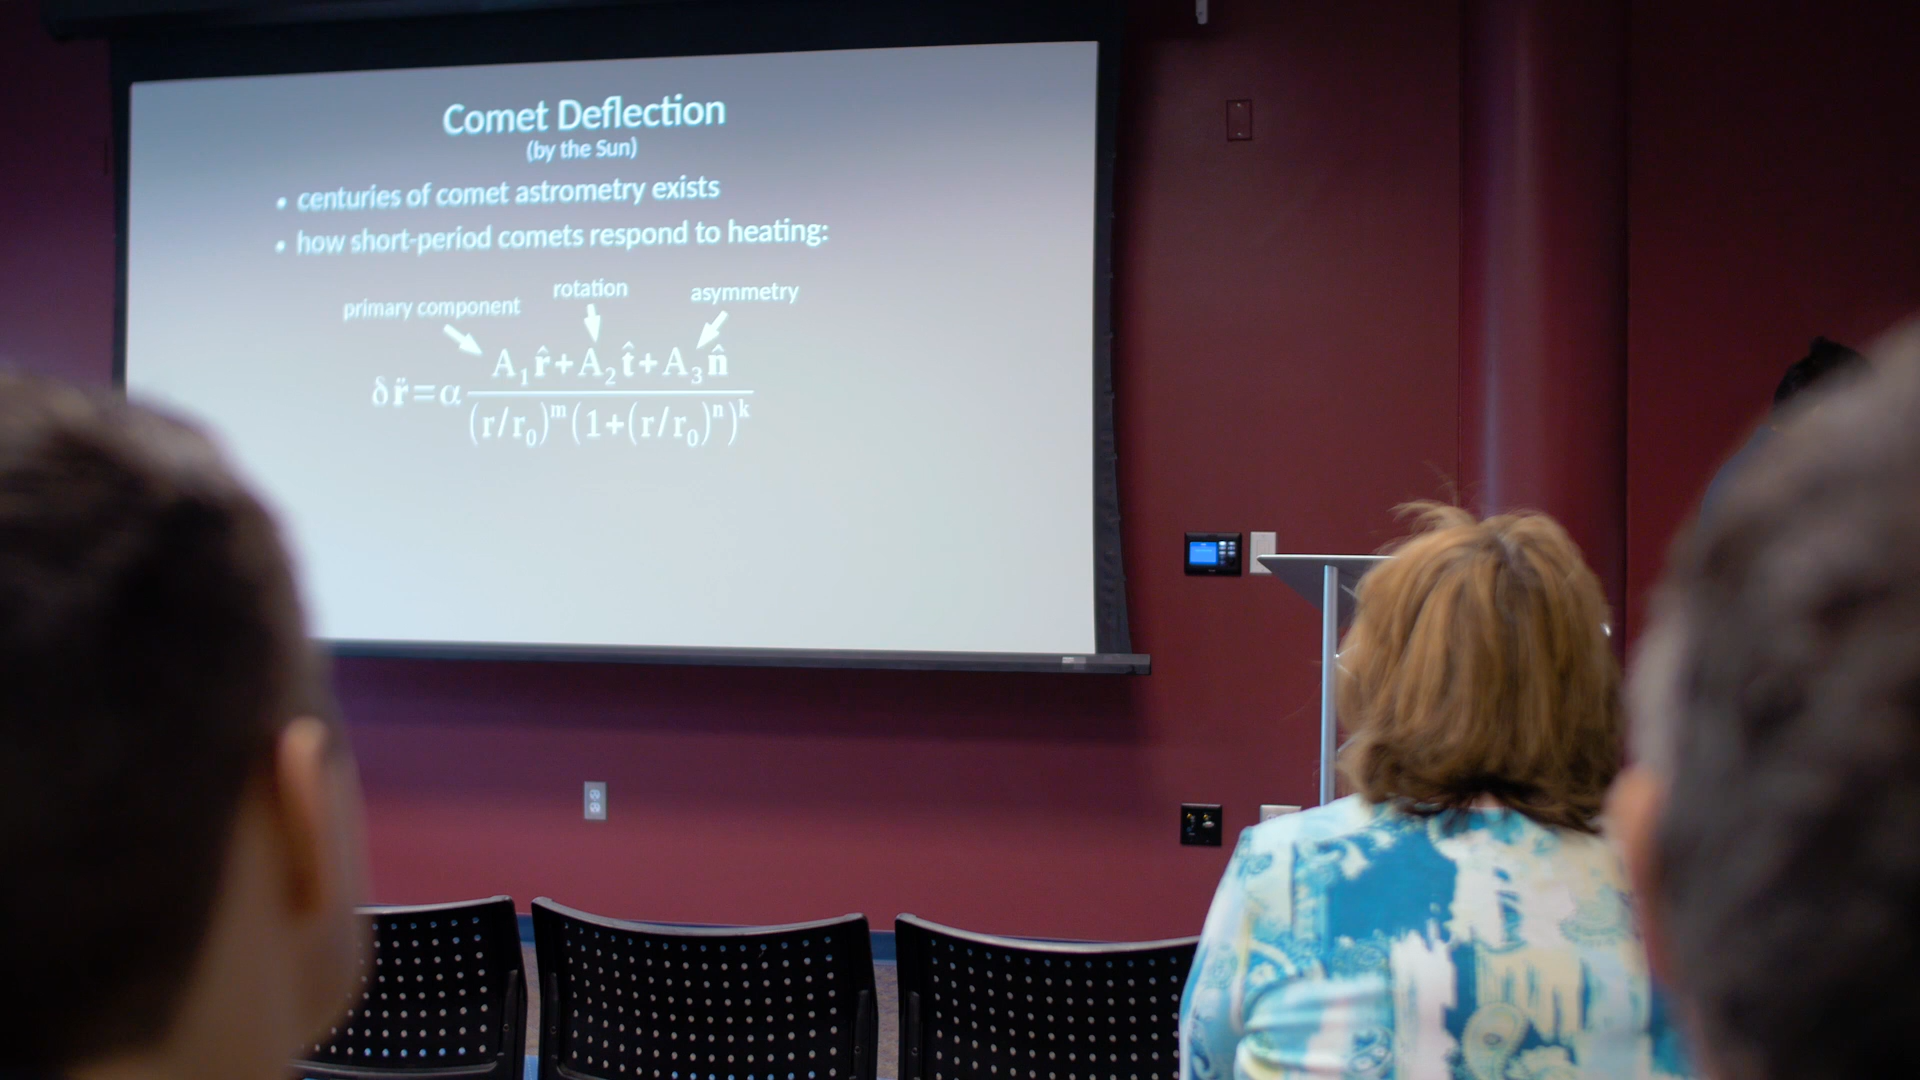 Comet Deflection
(by the Sun)
• centuries of comet astrometry exists
• how short-period comets respond to heating:
primary component rotation asymmetry
δr̈=α (A₁r̂+A₂t̂+A₃n̂) / ((r/r₀)ᵐ(1+(r/r₀)ⁿ)ᵏ)